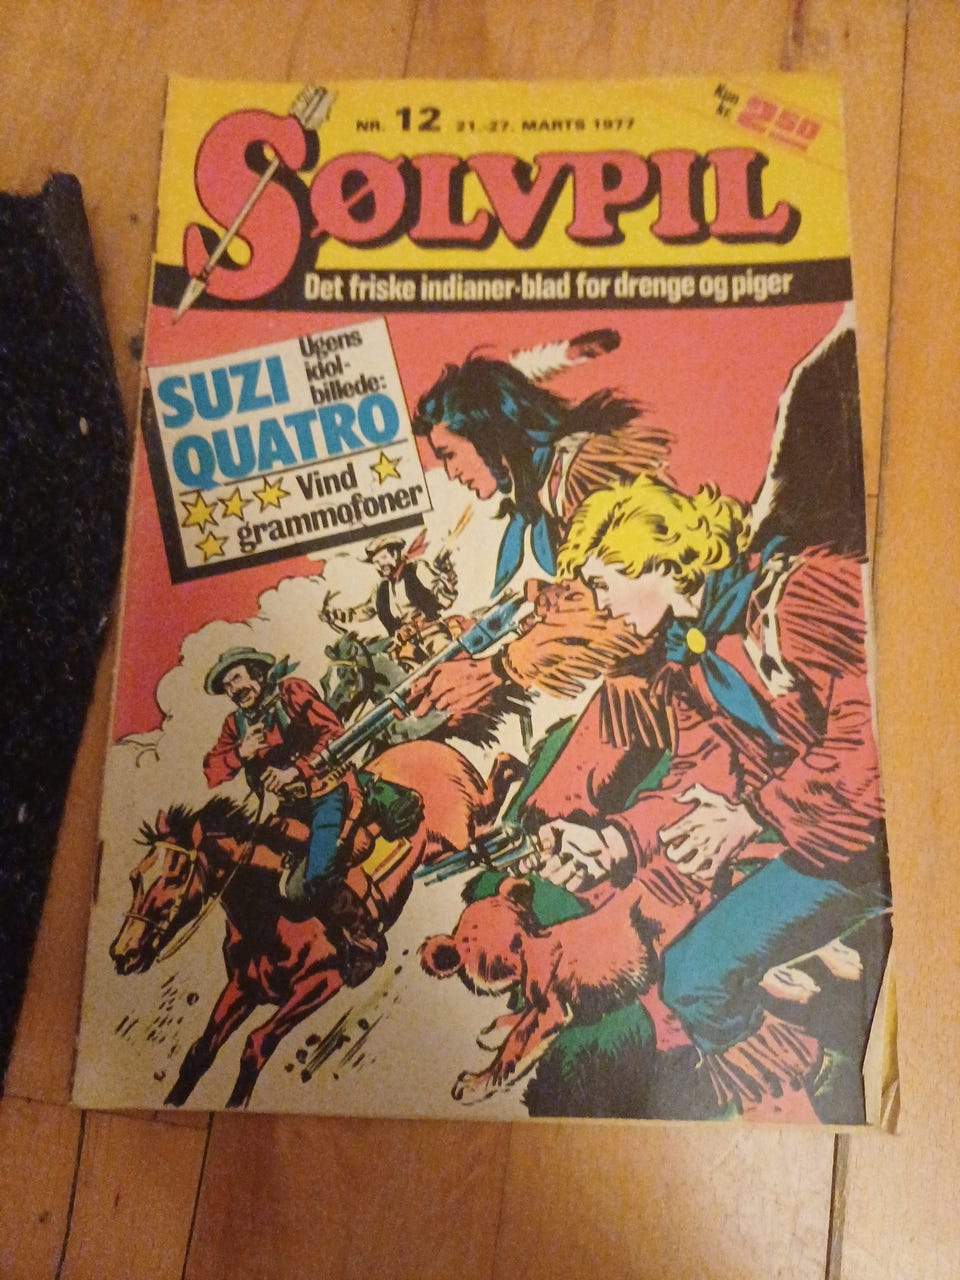 NR. 12 21.-27. MARTS 1977
Kun
kr. 250
SØLVPIL
Det friske indianer-blad for drenge og piger
Ugens
idol-
billede:
SUZI
QUATRO
Vind
grammofoner